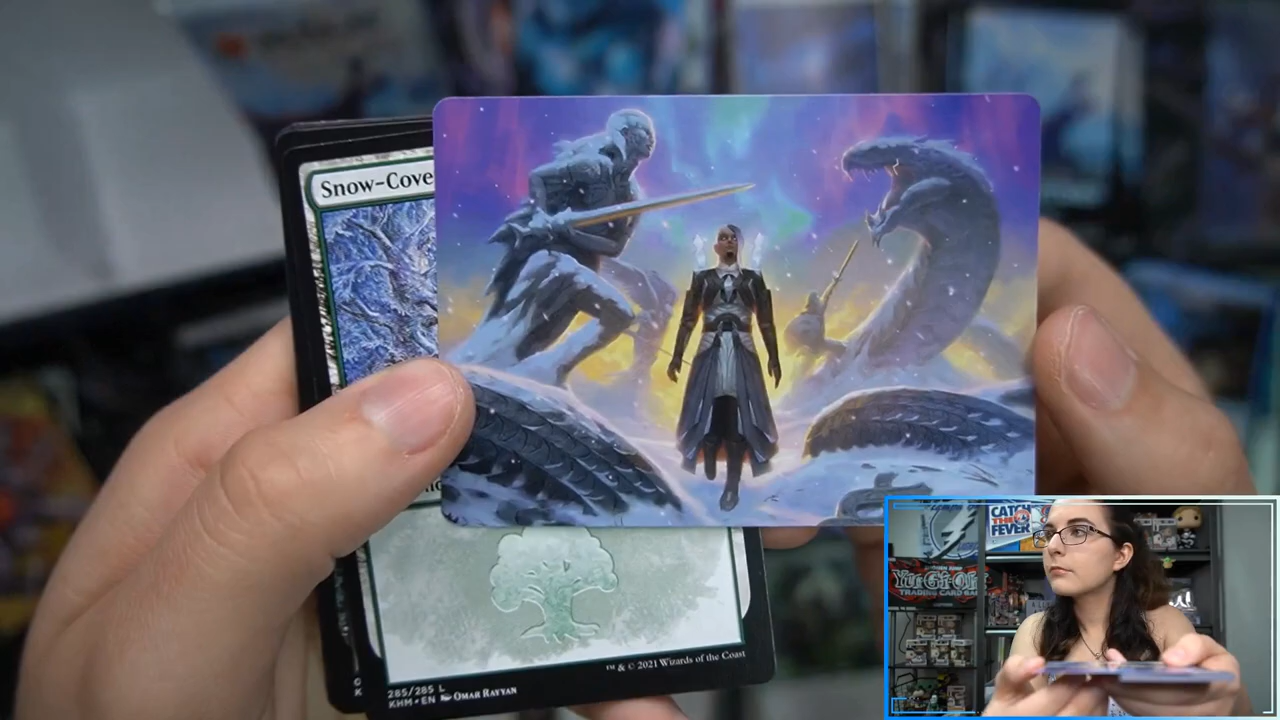 Snow-Cove
285/285 L
KHM • EN OMAR RAYYAN
™ & © 2021 Wizards of the Coast
CATCH
THE
FEVER
Yu-Gi-Oh!
TRADING CARD GA